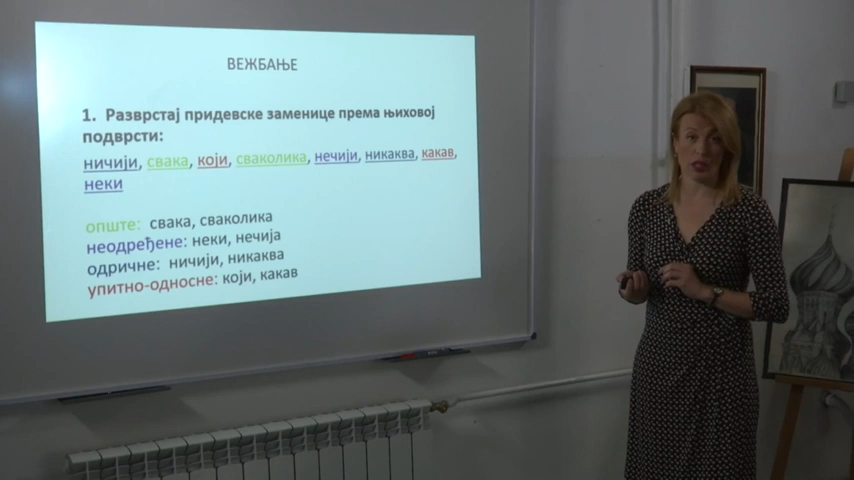 ВЕЖБАЊЕ
1. Разврстај придевске заменице према њиховој
подврсти:
ничији, свака, који, сваколика, нечији, никаква, какав,
неки
опште: свака, сваколика
неодређене: неки, нечија
одричне: ничији, никаква
упитно-односне: који, какав